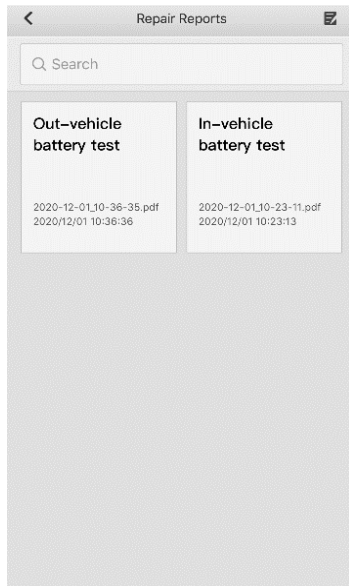 Repair Reports
Search
Out-vehicle
battery test
2020-12-01_10-36-35.pdf
2020/12/01 10:36:36
In-vehicle
battery test
2020-12-01_10-23-11.pdf
2020/12/01 10:23:13